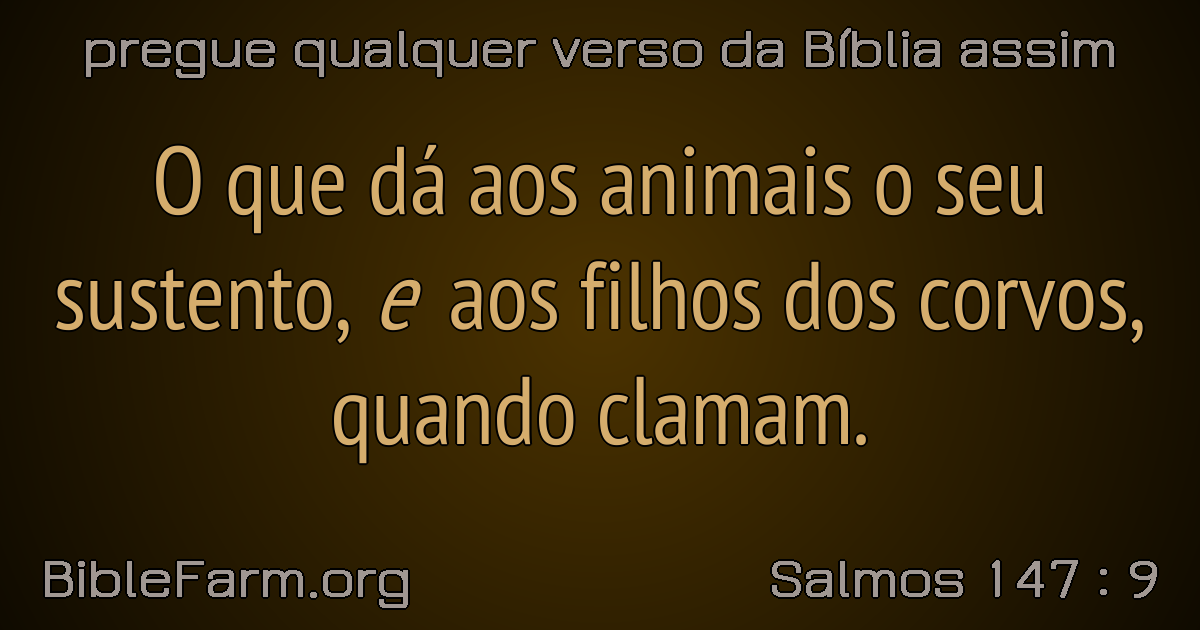 pregue qualquer verso da Bíblia assim
O que dá aos animais o seu
sustento, e aos filhos dos corvos,
quando clamam.
BibleFarm.org
Salmos 147 : 9